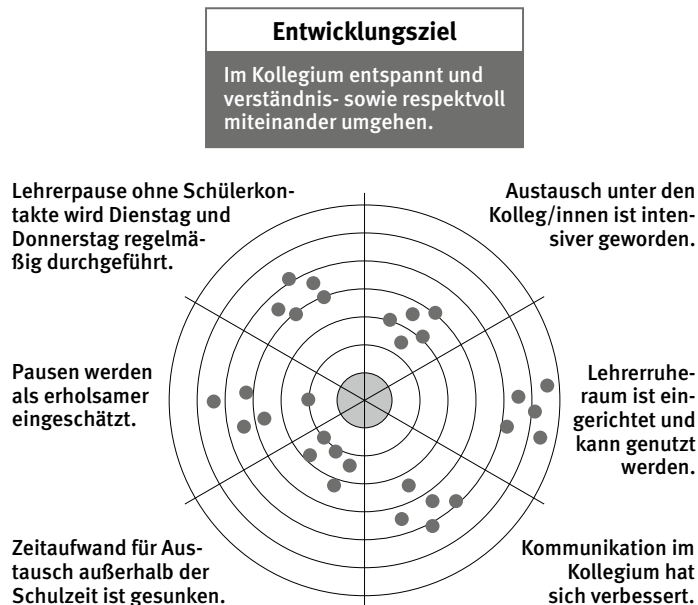 Entwicklungsziel
Im Kollegium entspannt und
verständnis- sowie respektvoll
miteinander umgehen.
Lehrerpause ohne Schülerkon-
takte wird Dienstag und
Donnerstag regelmä-
ßig durchgeführt.
Austausch unter den
Kolleg/innen ist inten-
siver geworden.
Pausen werden
als erholsamer
eingeschätzt.
Lehrerruhe-
raum ist ein-
gerichtet und
kann genutzt
werden.
Zeitaufwand für Aus-
tausch außerhalb der
Schulzeit ist gesunken.
Kommunikation im
Kollegium hat
sich verbessert.